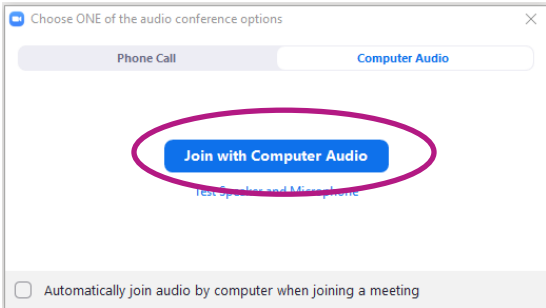 Choose ONE of the audio conference options
Phone Call
Computer Audio
Join with Computer Audio
Test Speaker and Microphone
Automatically join audio by computer when joining a meeting